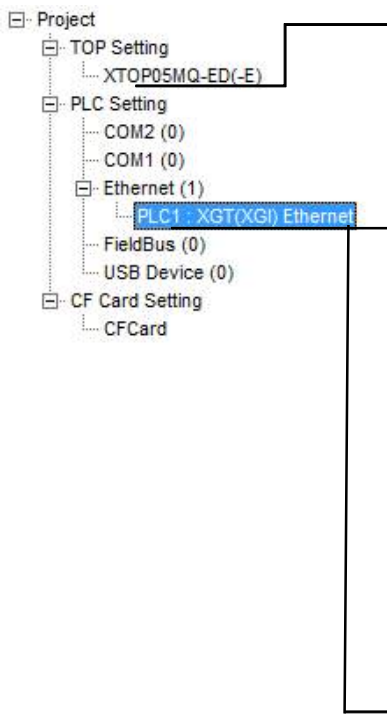 Project
TOP Setting
XTOP05MQ-ED(-E)
PLC Setting
COM2 (0)
COM1 (0)
Ethernet (1)
PLC1 : XGT(XGI) Ethernet
FieldBus (0)
USB Device (0)
CF Card Setting
CFCard